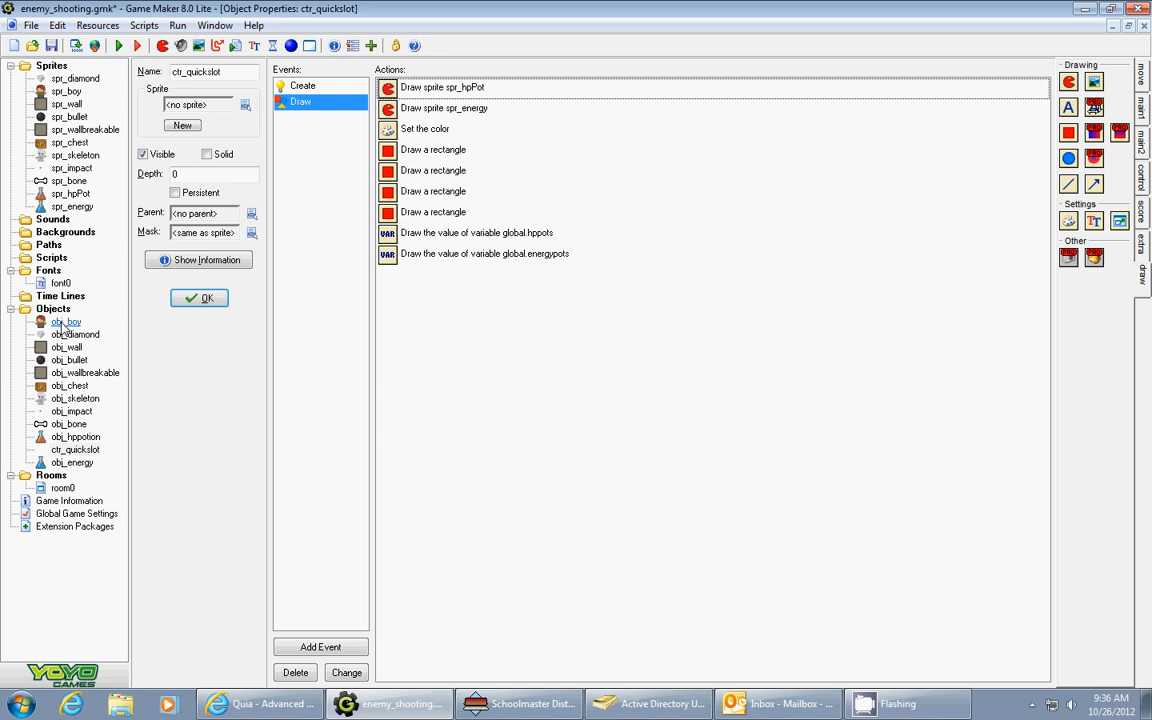 enemy_shooting.gmk* - Game Maker 8.0 Lite - [Object Properties: ctr_quickslot]
File Edit Resources Scripts Run Window Help
Sprites
spr_diamond
spr_boy
spr_wall
spr_bullet
spr_wallbreakable
spr_chest
spr_skeleton
spr_impact
spr_bone
spr_hpPot
spr_energy
Sounds
Backgrounds
Paths
Scripts
Fonts
font0
Time Lines
Objects
obj_boy
obj_diamond
obj_wall
obj_bullet
obj_wallbreakable
obj_chest
obj_skeleton
obj_impact
obj_bone
obj_hppotion
ctr_quickslot
obj_energy
Rooms
room0
Game Information
Global Game Settings
Extension Packages
YOYO
GAMES
Name: ctr_quickslot
Sprite
<no sprite>
New
Visible Solid
Depth: 0
Persistent
Parent: <no parent>
Mask: <same as sprite>
Show Information
OK
Events:
Create
Draw
Add Event
Delete Change
Actions:
Draw sprite spr_hpPot
Draw sprite spr_energy
Set the color
Draw a rectangle
Draw a rectangle
Draw a rectangle
Draw a rectangle
VAR Draw the value of variable global.hppots
VAR Draw the value of variable global.energypots
Drawing
Settings
Other
move
main1
main2
control
score
extra
draw
Quia - Advanced ...
enemy_shooting....
Schoolmaster Dist...
Active Directory U...
Inbox - Mailbox - ...
Flashing
9:36 AM
10/26/2012